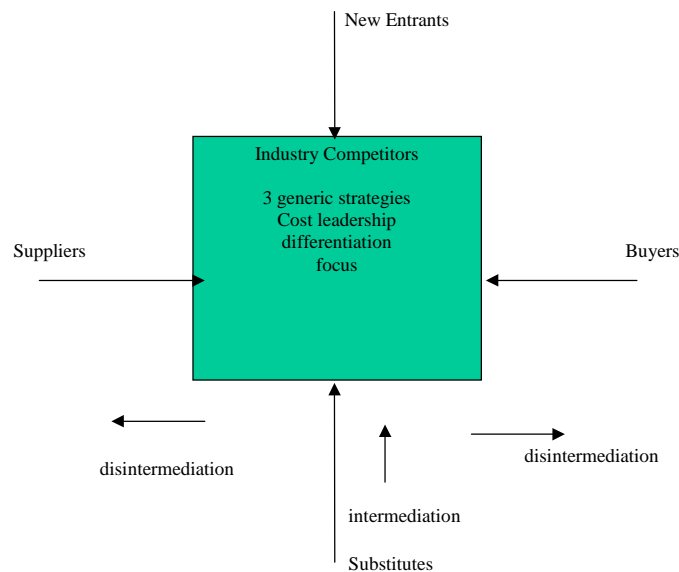 New Entrants
Industry Competitors
3 generic strategies
Cost leadership
differentiation
focus
Suppliers
Buyers
disintermediation
disintermediation
intermediation
Substitutes